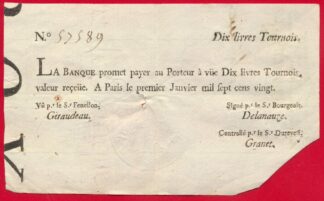 N.º 57589 Dix livres Tournois.
LA BANQUE promet payer au Porteur à vûe Dix livres Tournois,
valeur reçeüe. A Paris le premier Janvier mil sept cens vingt.
Vû p.r le S.r Fenellon. Signé p.r le S.r Bourgeois.
Giraudeau. Delanauze.
Controllé p.r le S.r Durevest.
Granet.